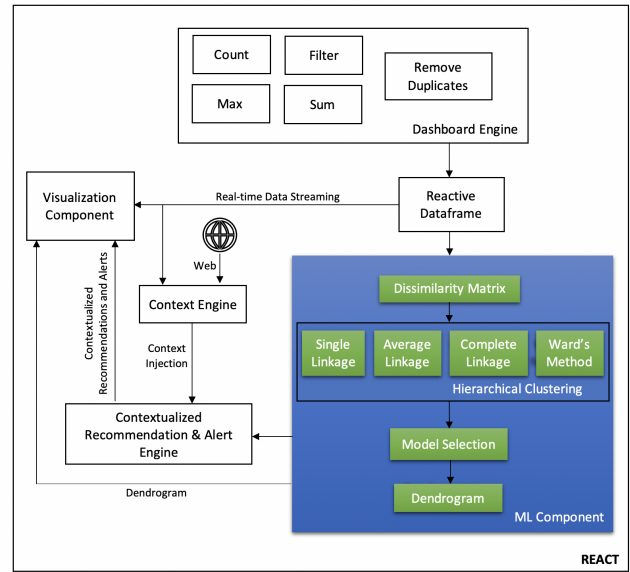 Count
Filter
Remove
Duplicates
Max
Sum
Dashboard Engine
Visualization
Component
Real-time Data Streaming
Reactive
Dataframe
Web
Context Engine
Contextualized
Recommendations and Alerts
Context
Injection
Contextualized
Recommendation & Alert
Engine
Dendrogram
Dissimilarity Matrix
Single
Linkage
Average
Linkage
Complete
Linkage
Ward's
Method
Hierarchical Clustering
Model Selection
Dendrogram
ML Component
REACT